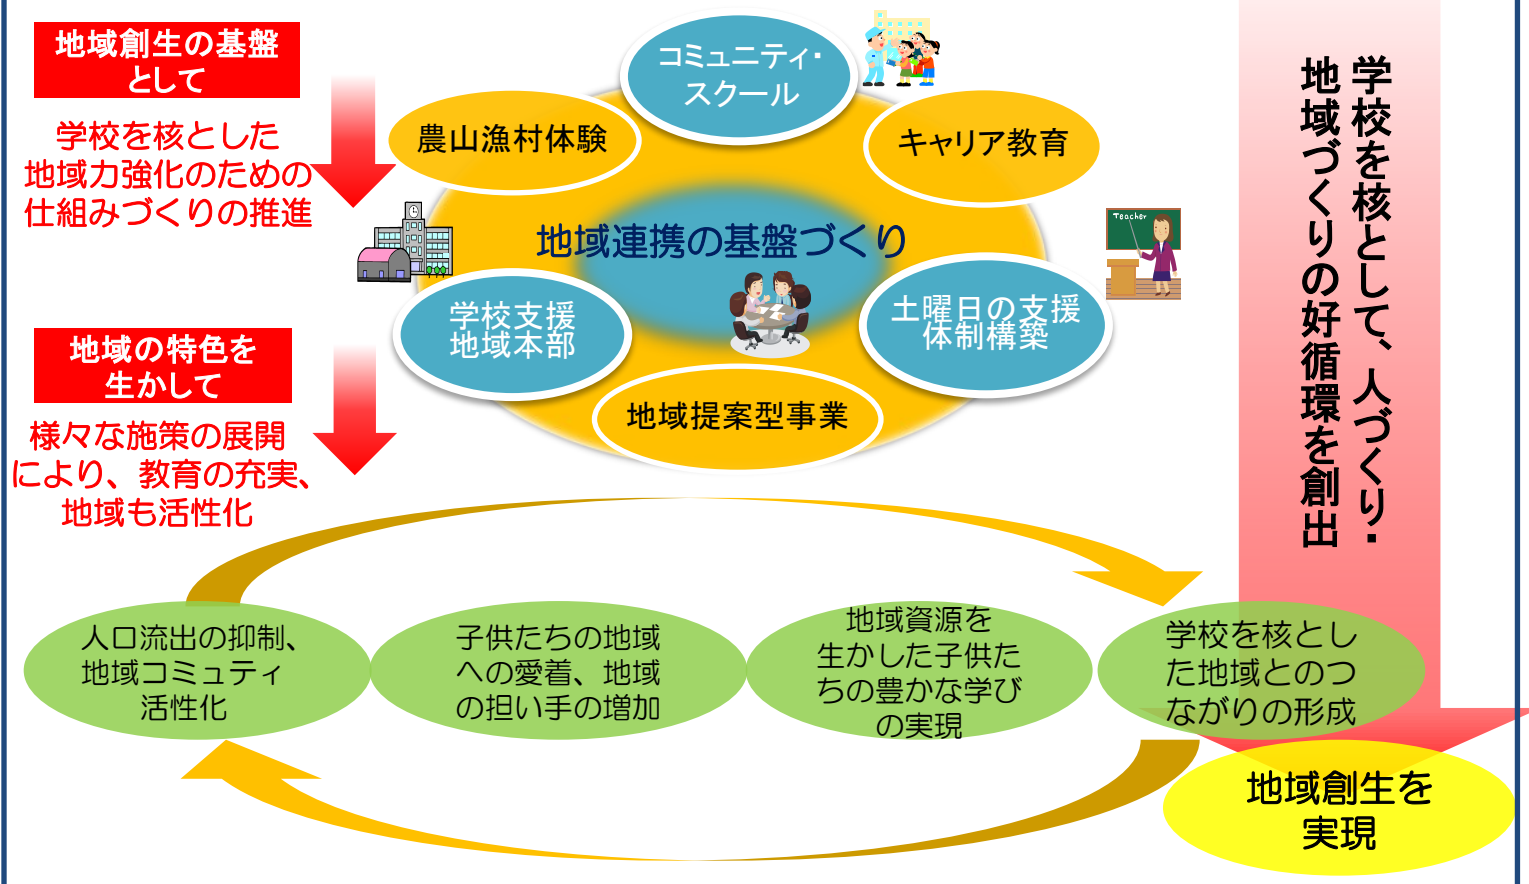 地域創生の基盤
として
学校を核とした
地域力強化のための
仕組みづくりの推進
コミュニティ・
スクール
農山漁村体験
キャリア教育
地域連携の基盤づくり
Teacher
学校支援
地域本部
土曜日の支援
体制構築
地域提案型事業
地域の特色を
生かして
様々な施策の展開
により、教育の充実、
地域も活性化
学校を核として、人づくり・
地域づくりの好循環を創出
人口流出の抑制、
地域コミュティ
活性化
子供たちの地域
への愛着、地域
の担い手の増加
地域資源を
生かした子供た
ちの豊かな学び
の実現
学校を核とし
た地域とのつ
ながりの形成
地域創生を
実現